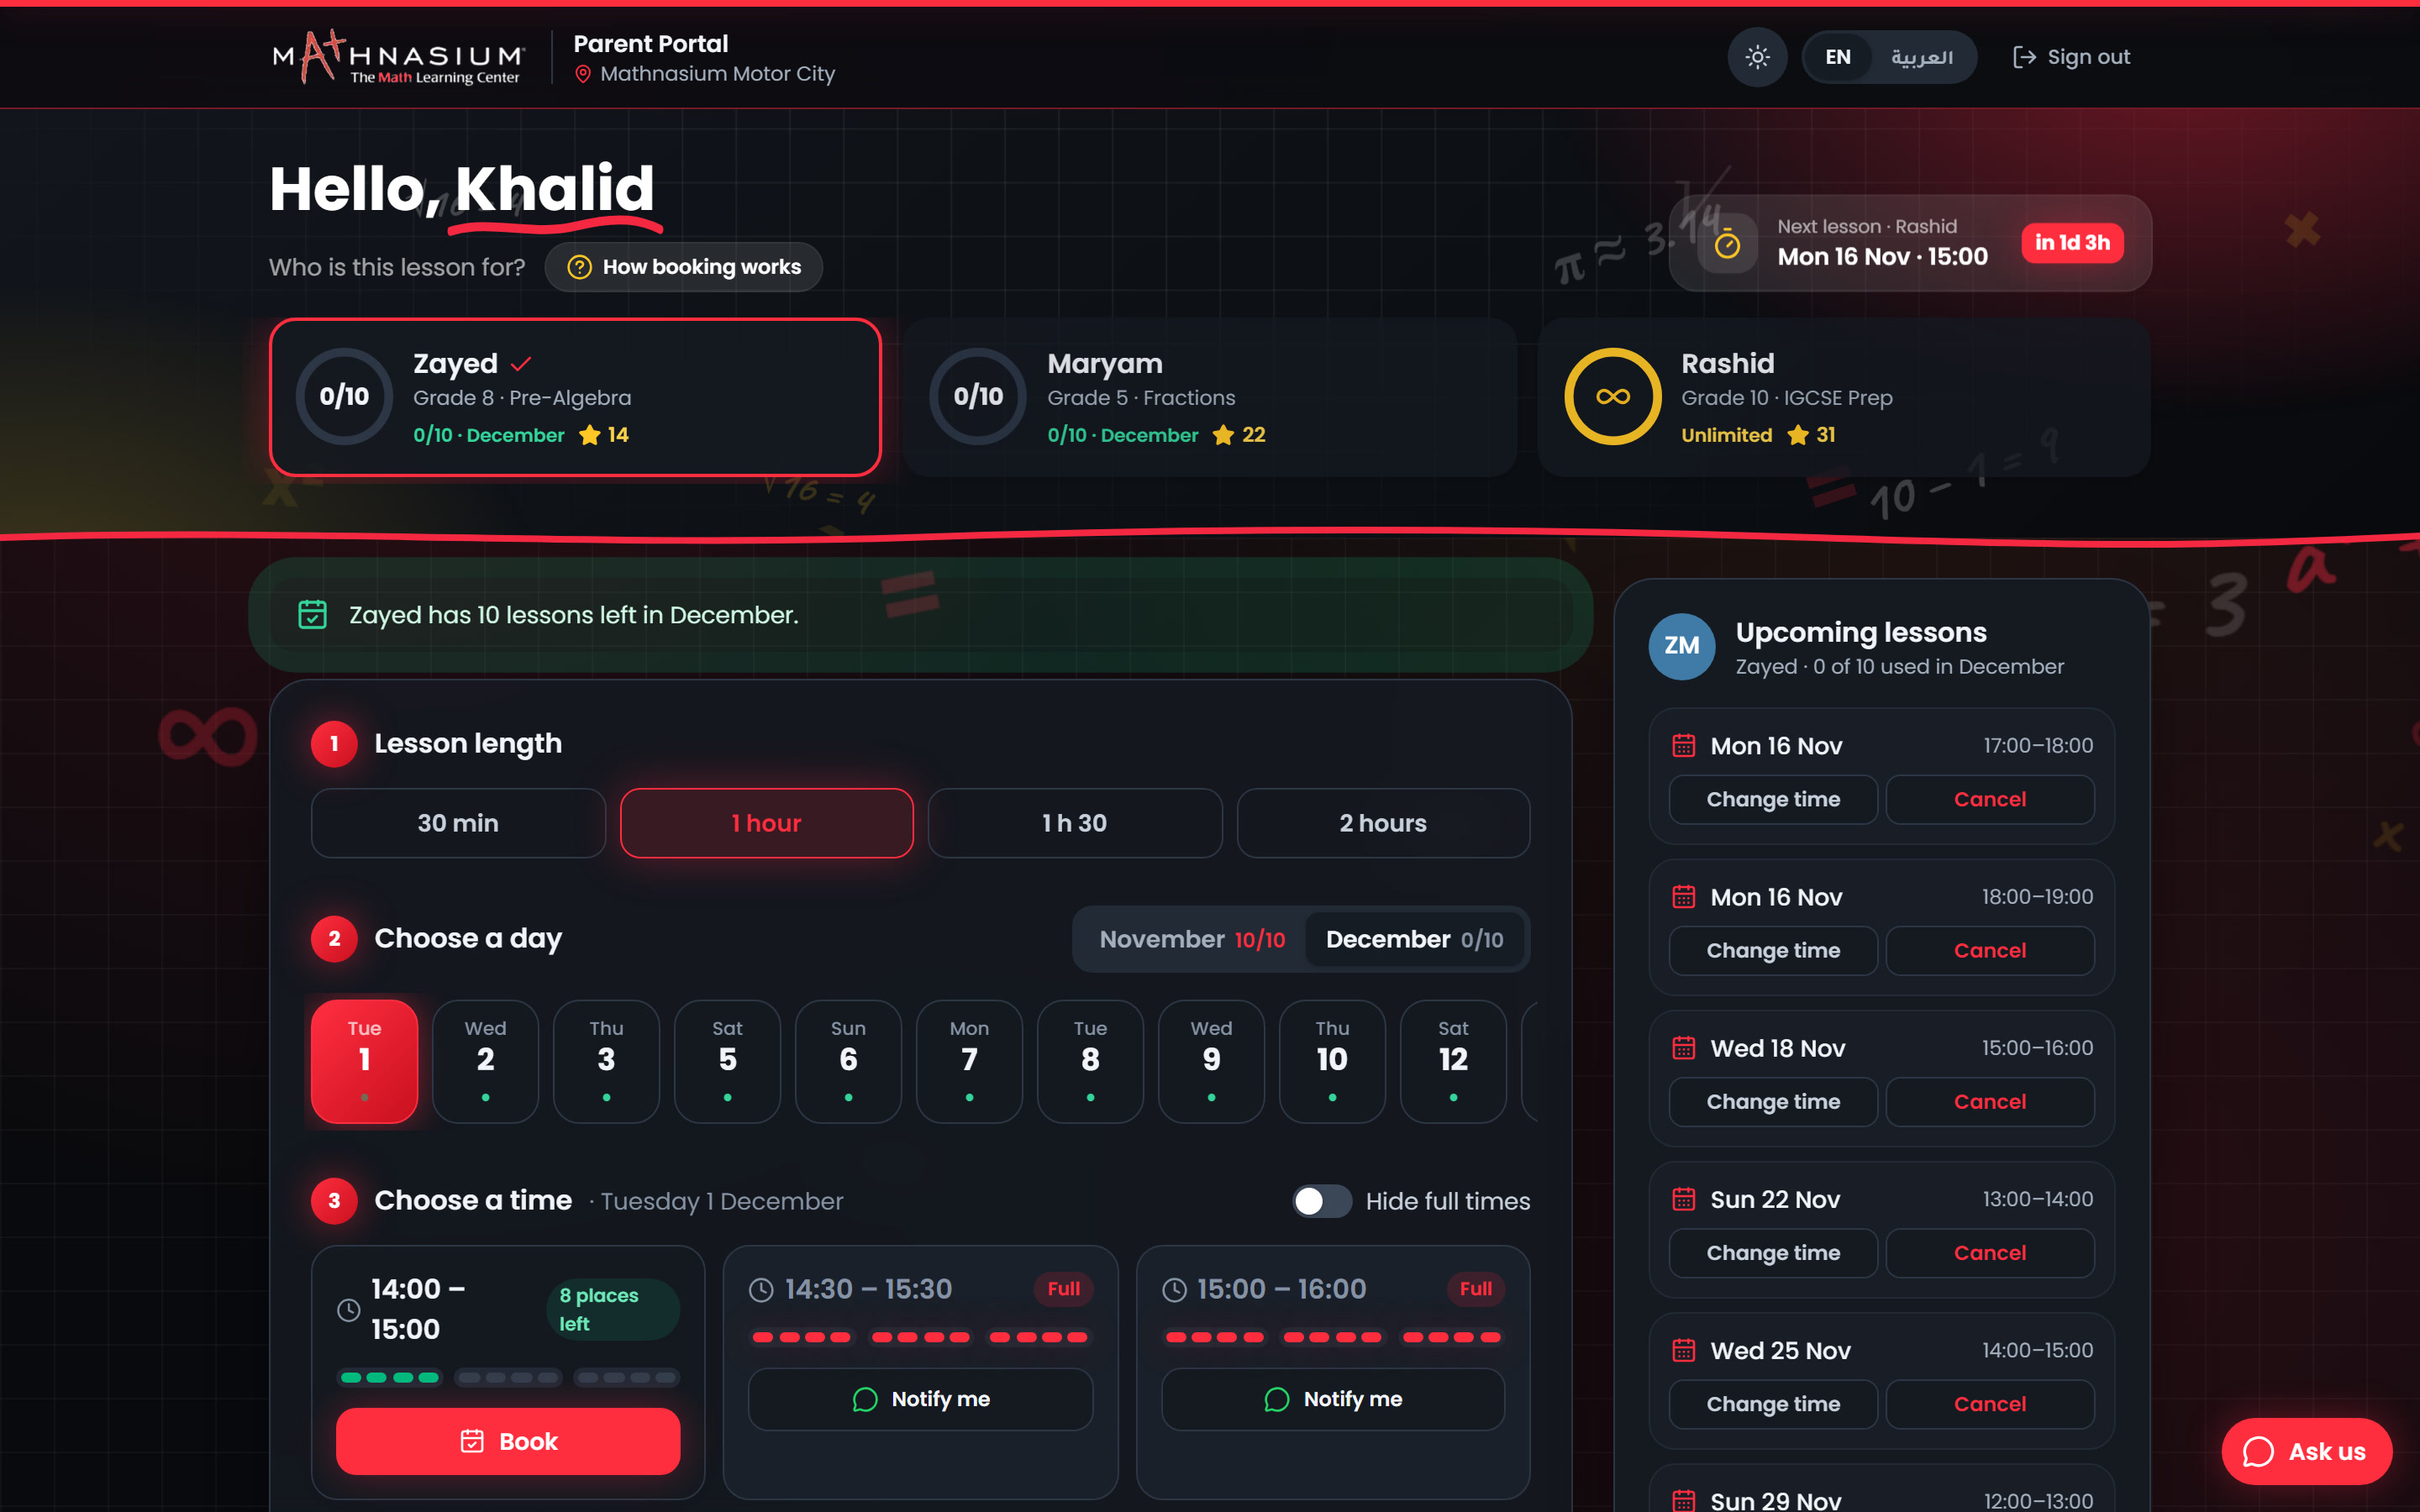 MATHNASIUM
The Math Learning Center
Parent Portal
Mathnasium Motor City
EN
العربية
Sign out
Hello, Khalid
Who is this lesson for?
How booking works
π ≈ 3.14
Next lesson · Rashid
Mon 16 Nov · 15:00
in 1d 3h
0/10
Zayed
Grade 8 · Pre-Algebra
0/10 · December
14
0/10
Maryam
Grade 5 · Fractions
0/10 · December
22
∞
Rashid
Grade 10 · IGCSE Prep
Unlimited
31
√16 = 4
10 − 1 = 9
Zayed has 10 lessons left in December.
=
= 3
a
∞
1
Lesson length
30 min
1 hour
1 h 30
2 hours
2
Choose a day
November 10/10
December 0/10
Tue
1
Wed
2
Thu
3
Sat
5
Sun
6
Mon
7
Tue
8
Wed
9
Thu
10
Sat
12
3
Choose a time · Tuesday 1 December
Hide full times
14:00 –
15:00
8 places
left
Book
14:30 – 15:30
Full
Notify me
15:00 – 16:00
Full
Notify me
ZM
Upcoming lessons
Zayed · 0 of 10 used in December
Mon 16 Nov
17:00–18:00
Change time
Cancel
Mon 16 Nov
18:00–19:00
Change time
Cancel
Wed 18 Nov
15:00–16:00
Change time
Cancel
Sun 22 Nov
13:00–14:00
Change time
Cancel
Wed 25 Nov
14:00–15:00
Change time
Cancel
Sun 29 Nov
12:00–13:00
Ask us